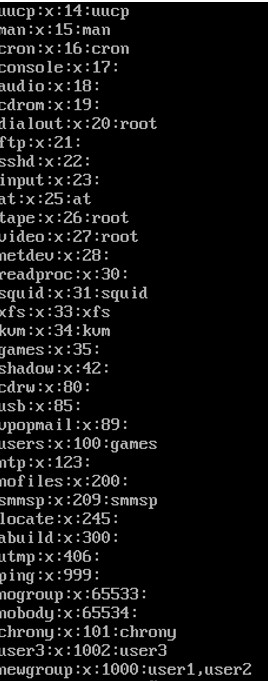 uucp:x:14:uucp
man:x:15:man
cron:x:16:cron
console:x:17:
audio:x:18:
cdrom:x:19:
dialout:x:20:root
ftp:x:21:
sshd:x:22:
input:x:23:
at:x:25:at
tape:x:26:root
video:x:27:root
netdev:x:28:
readproc:x:30:
squid:x:31:squid
xfs:x:33:xfs
kvm:x:34:kvm
games:x:35:
shadow:x:42:
cdrw:x:80:
usb:x:85:
vpopmail:x:89:
users:x:100:games
ntp:x:123:
nofiles:x:200:
smmsp:x:209:smmsp
locate:x:245:
abuild:x:300:
utmp:x:406:
ping:x:999:
nogroup:x:65533:
nobody:x:65534:
chrony:x:101:chrony
user3:x:1002:user3
newgroup:x:1000:user1,user2